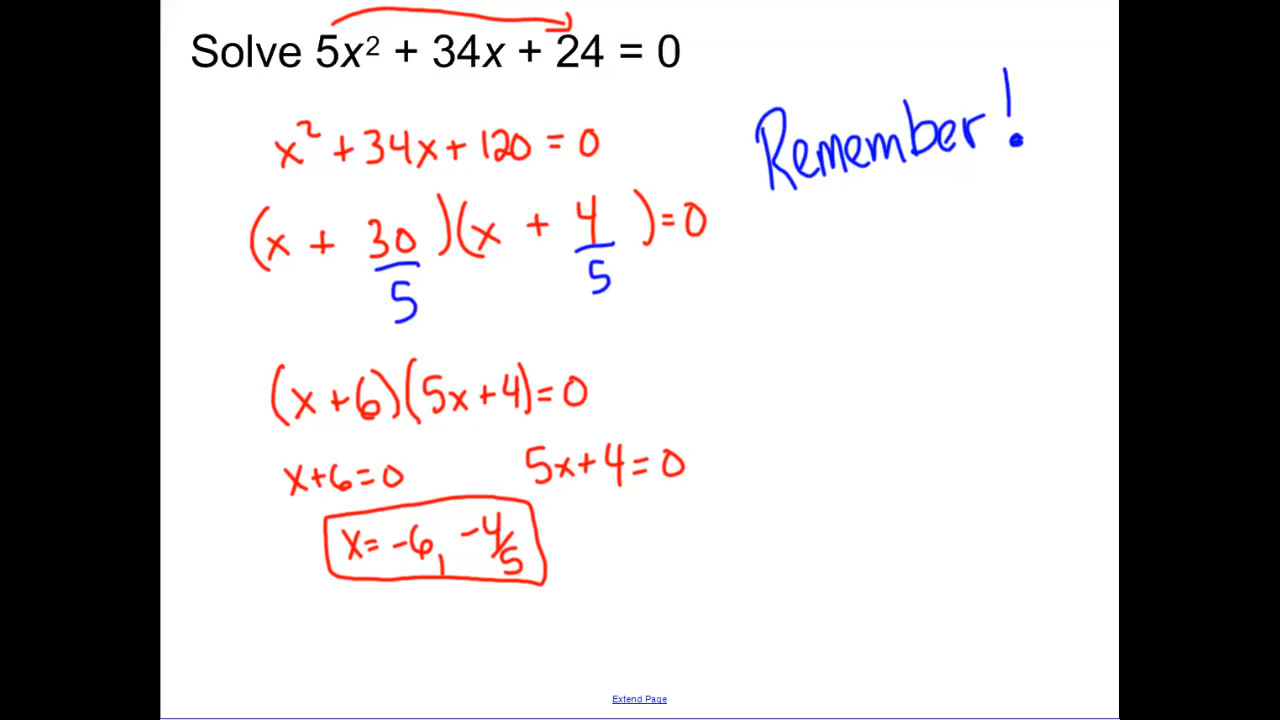 Solve 5x² + 34x + 24 = 0
Remember!
x² + 34x + 120 = 0
(x + 30/5)(x + 4/5) = 0
(x + 6)(5x + 4) = 0
x + 6 = 0 5x + 4 = 0
x = -6, -4/5
Extend Page